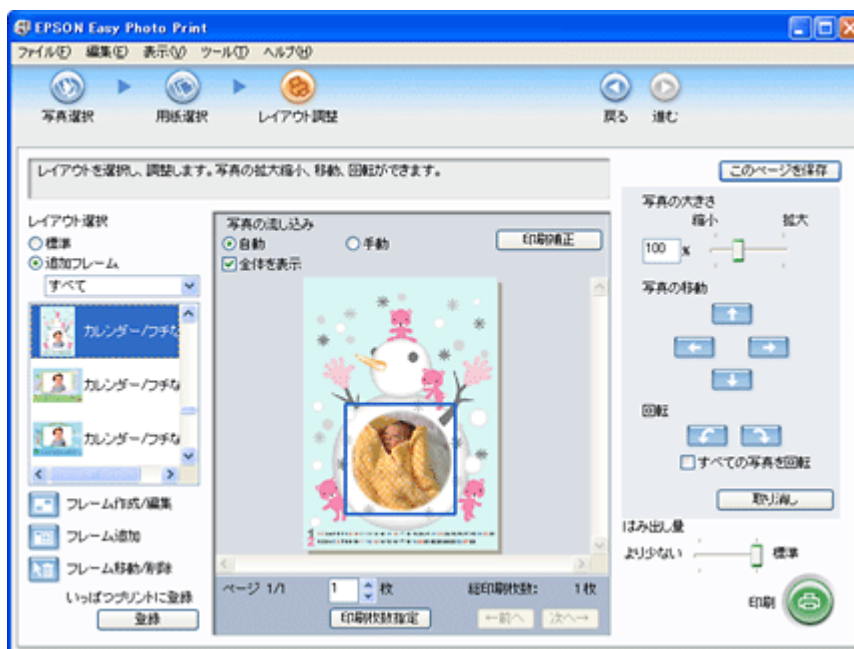 EPSON Easy Photo Print
ファイル(F) 編集(E) 表示(V) ツール(T) ヘルプ(H)
写真選択 用紙選択 レイアウト調整 戻る 進む
レイアウトを選択し、調整します。写真の拡大縮小、移動、回転ができます。
このページを保存
レイアウト選択
標準
追加フレーム
すべて
カレンダー/フチな
カレンダー/フチな
カレンダー/フチな
フレーム作成/編集
フレーム追加
フレーム移動/削除
いっぱつプリントに登録
登録
写真の流し込み
自動 手動
全体を表示
印刷補正
ページ 1/1 1 枚 総印刷枚数: 1 枚
印刷枚数指定 ←前へ 次へ→
写真の大きさ
縮小 拡大
100 %
写真の移動
回転
すべての写真を回転
取り消し
はみ出し量
より少ない 標準
印刷